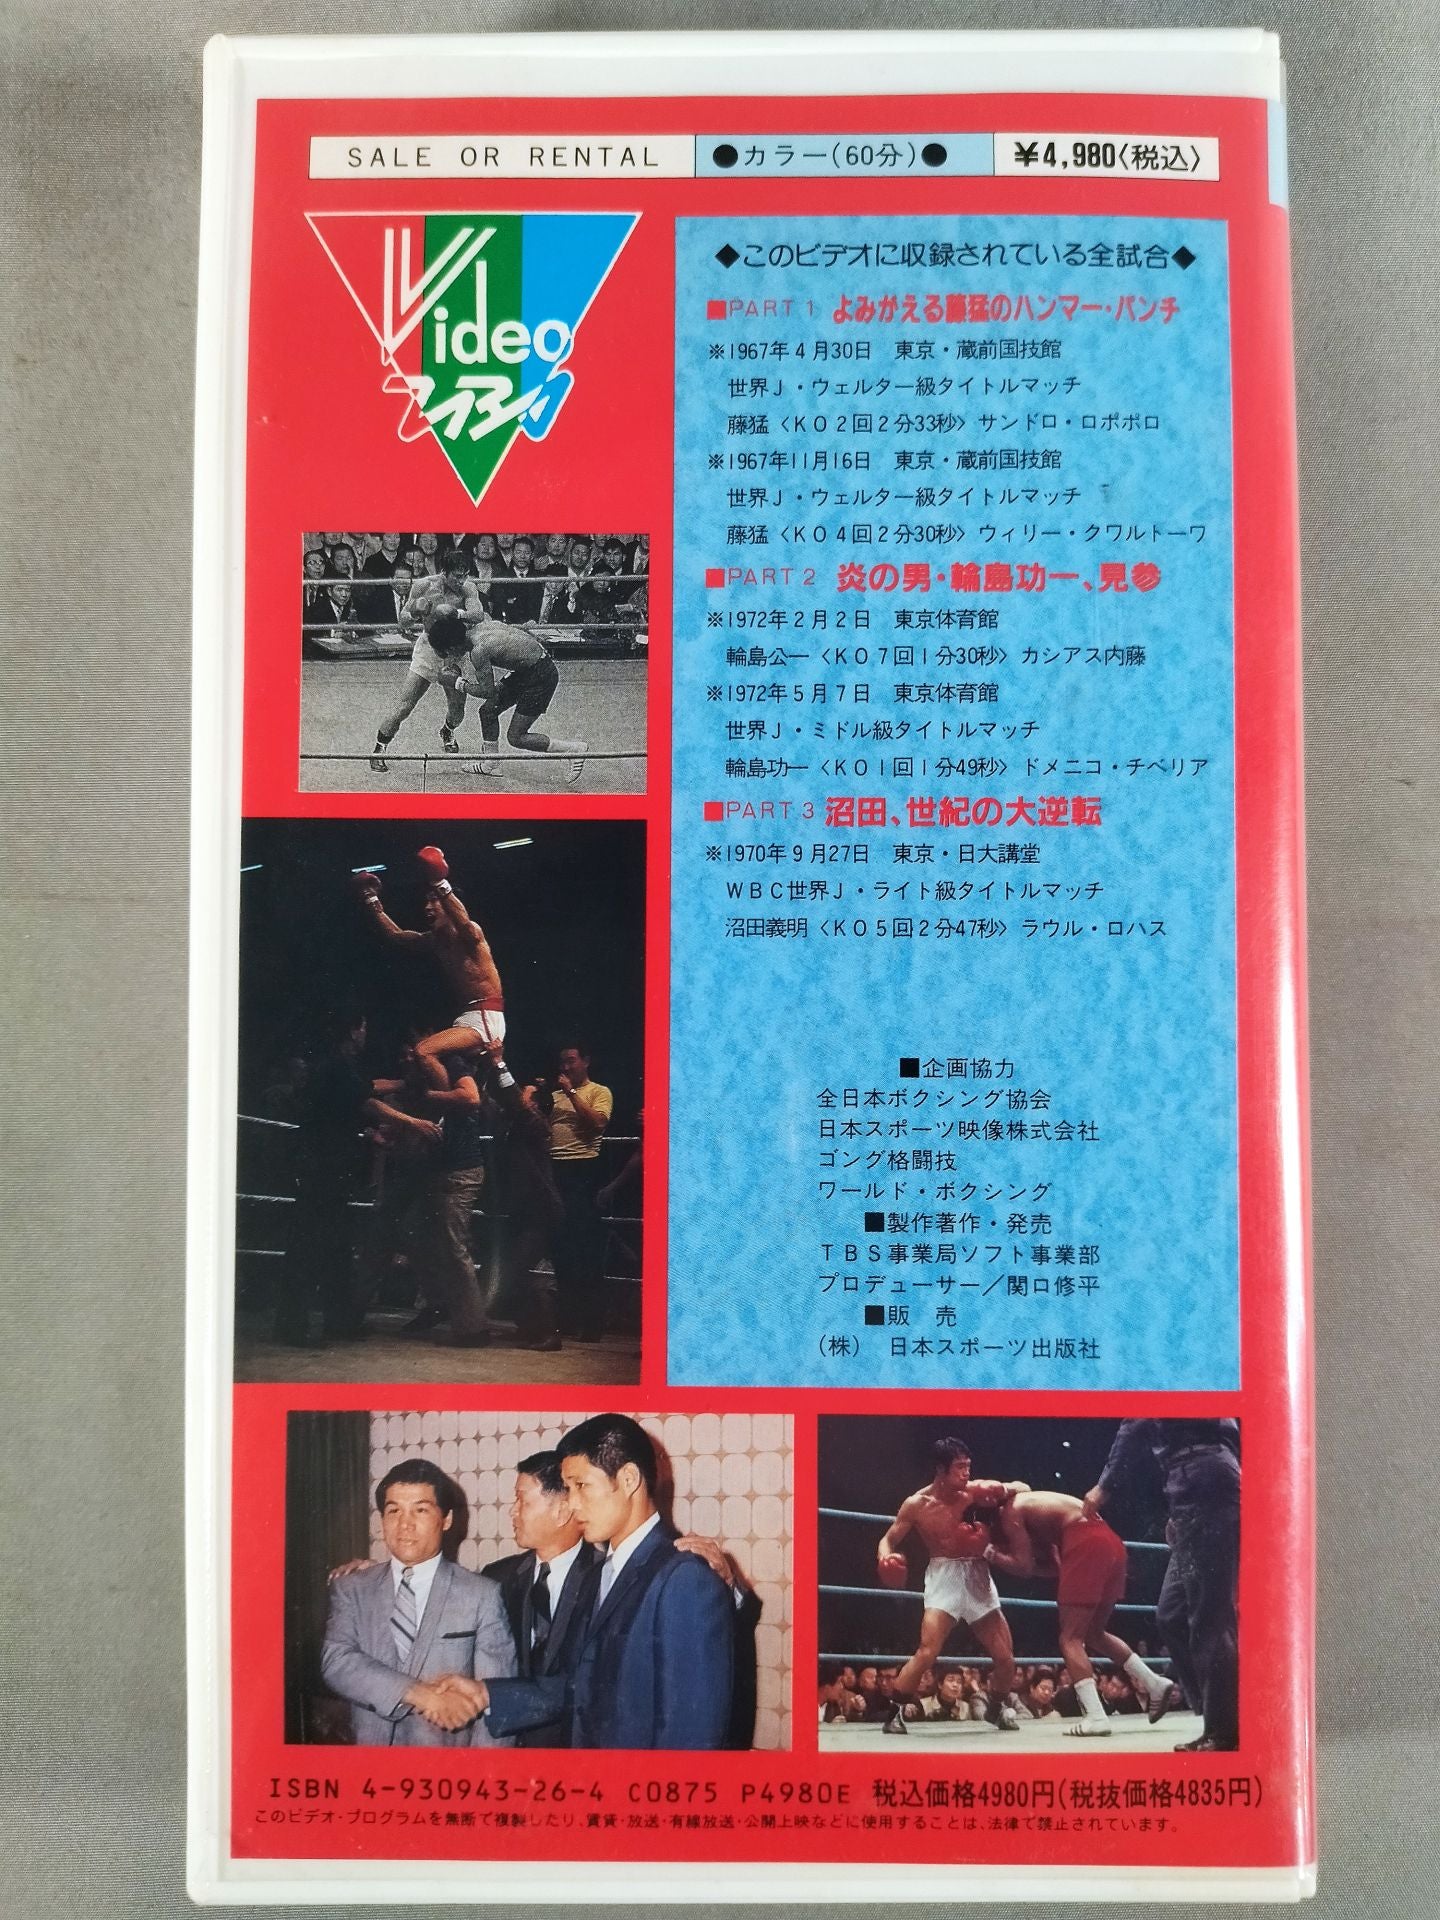 SALE OR RENTAL ●カラー(60分)● ¥4,980〈税込〉
Video
◆このビデオに収録されている全試合◆
■PART 1 よみがえる藤猛のハンマー・パンチ
※1967年4月30日 東京・蔵前国技館
世界J・ウェルター級タイトルマッチ
藤猛〈KO2回2分33秒〉サンドロ・ロポポロ
※1967年11月16日 東京・蔵前国技館
世界J・ウェルター級タイトルマッチ
藤猛〈KO4回2分30秒〉ウィリー・クワルトーワ
■PART 2 炎の男・輪島功一、見参
※1972年2月2日 東京体育館
輪島公一〈KO7回1分30秒〉カシアス内藤
※1972年5月7日 東京体育館
世界J・ミドル級タイトルマッチ
輪島功一〈KO1回1分49秒〉ドメニコ・チベリア
■PART 3 沼田、世紀の大逆転
※1970年9月27日 東京・日大講堂
WBC世界J・ライト級タイトルマッチ
沼田義明〈KO5回2分47秒〉ラウル・ロハス
■企画協力
全日本ボクシング協会
日本スポーツ映像株式会社
ゴング格闘技
ワールド・ボクシング
■製作著作・発売
TBS事業局ソフト事業部
プロデューサー/関口修平
■販 売
(株) 日本スポーツ出版社
ISBN 4-930943-26-4 C0875 P4980E 税込価格4980円(税抜価格4835円)
このビデオ・プログラムを無断で複製したり、賃貸・放送・有線放送・公開上映などに使用することは、法律で禁止されています。